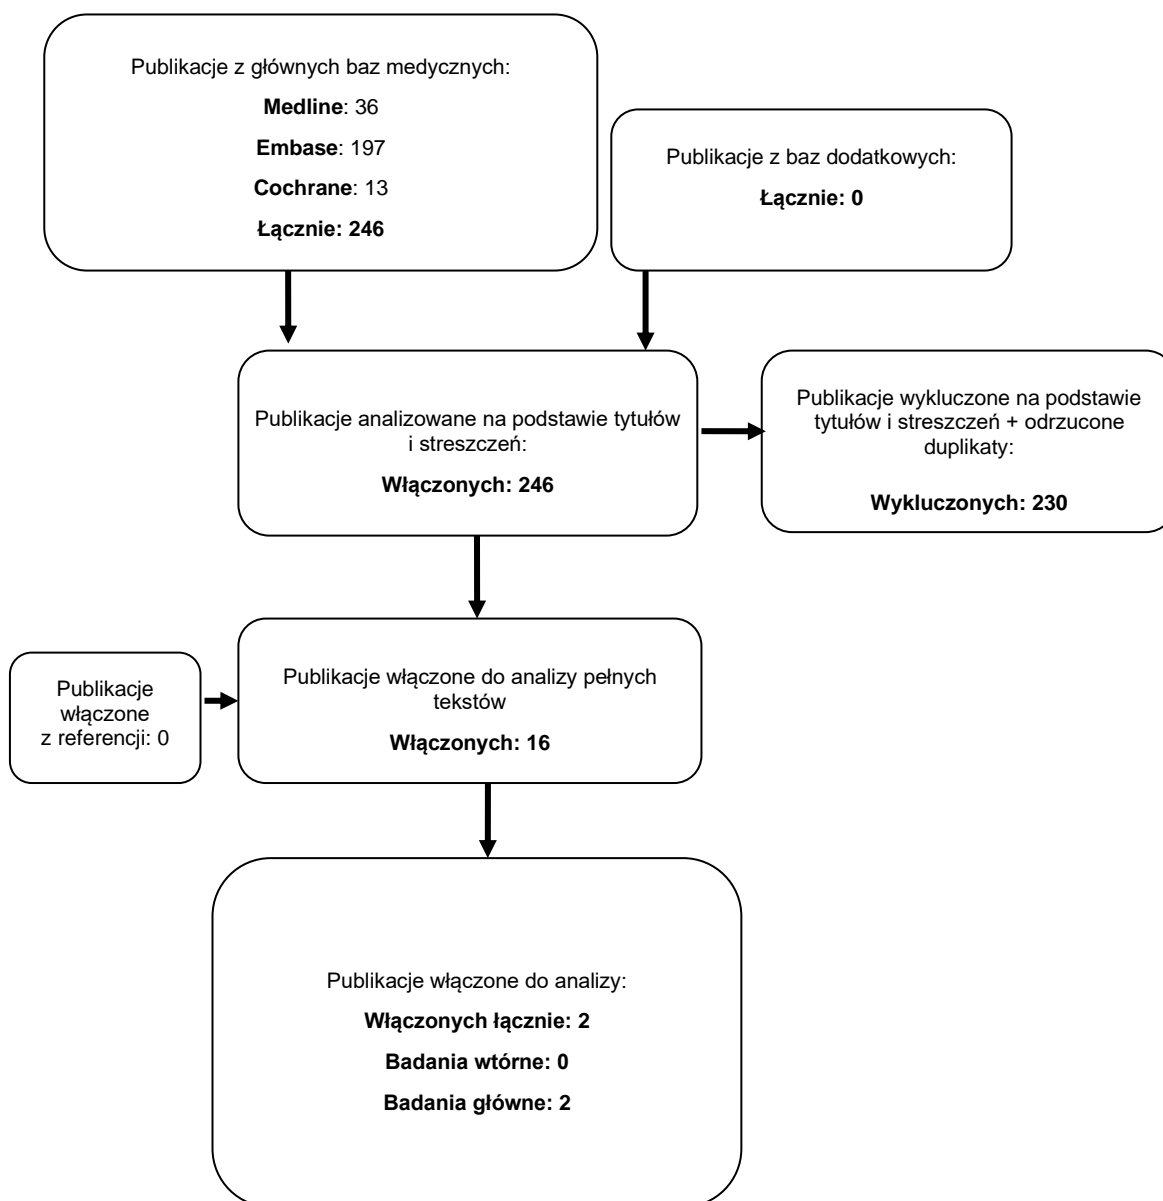 Publikacje z głównych baz medycznych:
Medline: 36
Embase: 197
Cochrane: 13
Łącznie: 246
Publikacje z baz dodatkowych:
Łącznie: 0
Publikacje analizowane na podstawie tytułów
i streszczeń:
Włączonych: 246
Publikacje wykluczone na podstawie
tytułów i streszczeń + odrzucone
duplikaty:
Wykluczonych: 230
Publikacje
włączone
z referencji: 0
Publikacje włączone do analizy pełnych
tekstów
Włączonych: 16
Publikacje włączone do analizy:
Włączonych łącznie: 2
Badania wtórne: 0
Badania główne: 2